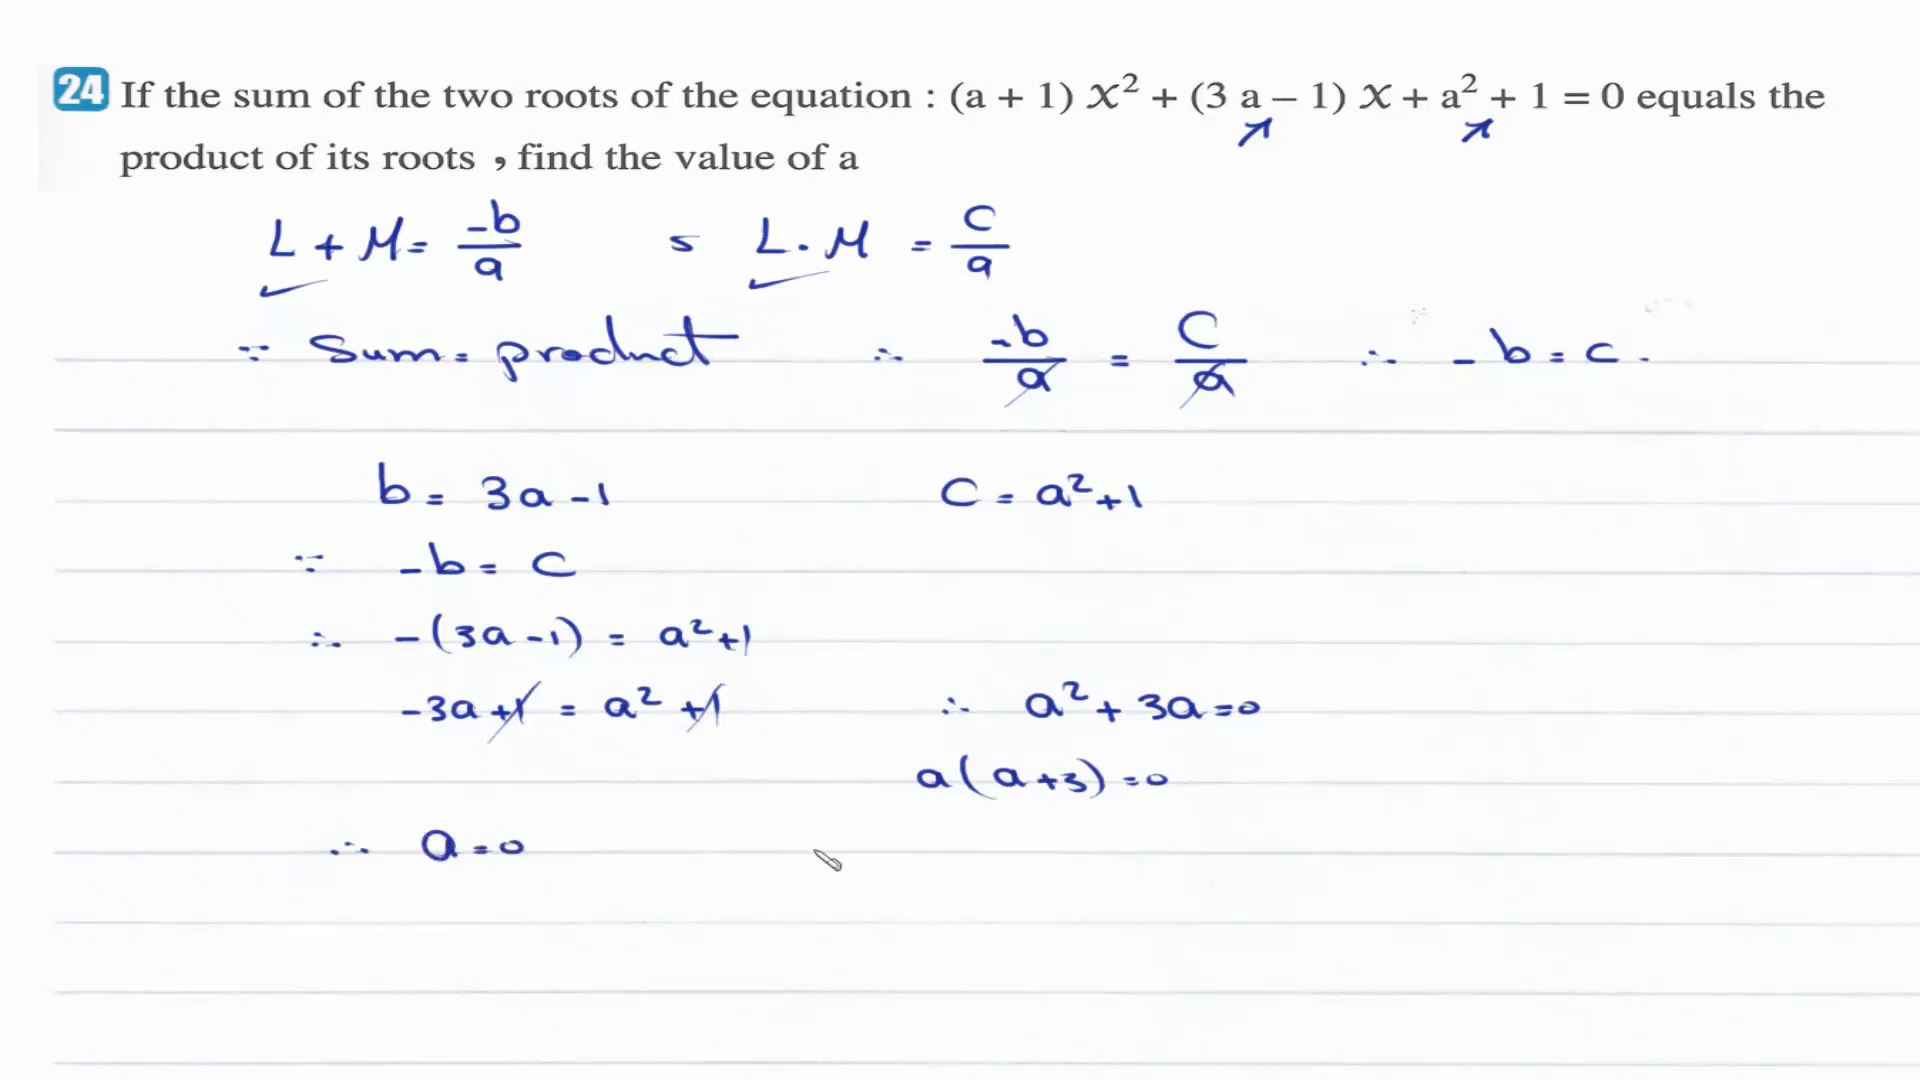 24 If the sum of the two roots of the equation : (a + 1) x² + (3 a – 1) x + a² + 1 = 0 equals the
product of its roots , find the value of a
L + M = -b/a , L . M = c/a
∵ Sum = product ∴ -b/a = C/a ∴ - b = c .
b = 3a - 1 C = a² + 1
∵ - b = c
∴ -(3a - 1) = a² + 1
-3a + 1 = a² + 1 ∴ a² + 3a = 0
a(a + 3) = 0
∴ a = 0